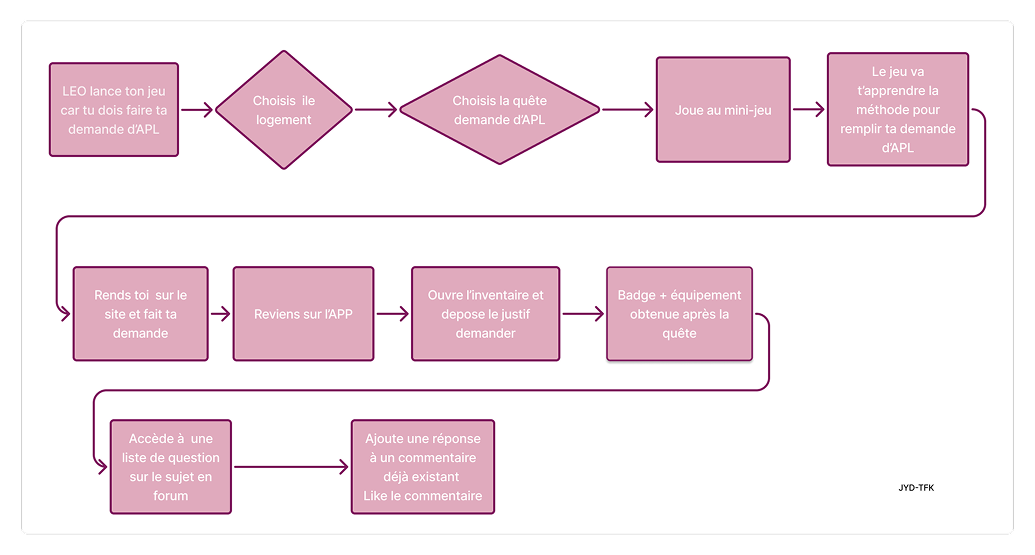 LEO lance ton jeu
car tu dois faire ta
demande d'APL
Choisis ile
logement
Choisis la quête
demande d'APL
Joue au mini-jeu
Le jeu va
t'apprendre la
méthode pour
remplir ta demande
d'APL
Rends toi sur le
site et fait ta
demande
Reviens sur l'APP
Ouvre l'inventaire et
depose le justif
demander
Badge + équipement
obtenue après la
quête
Accède à une
liste de question
sur le sujet en
forum
Ajoute une réponse
à un commentaire
déjà existant
Like le commentaire
JYD-TFK